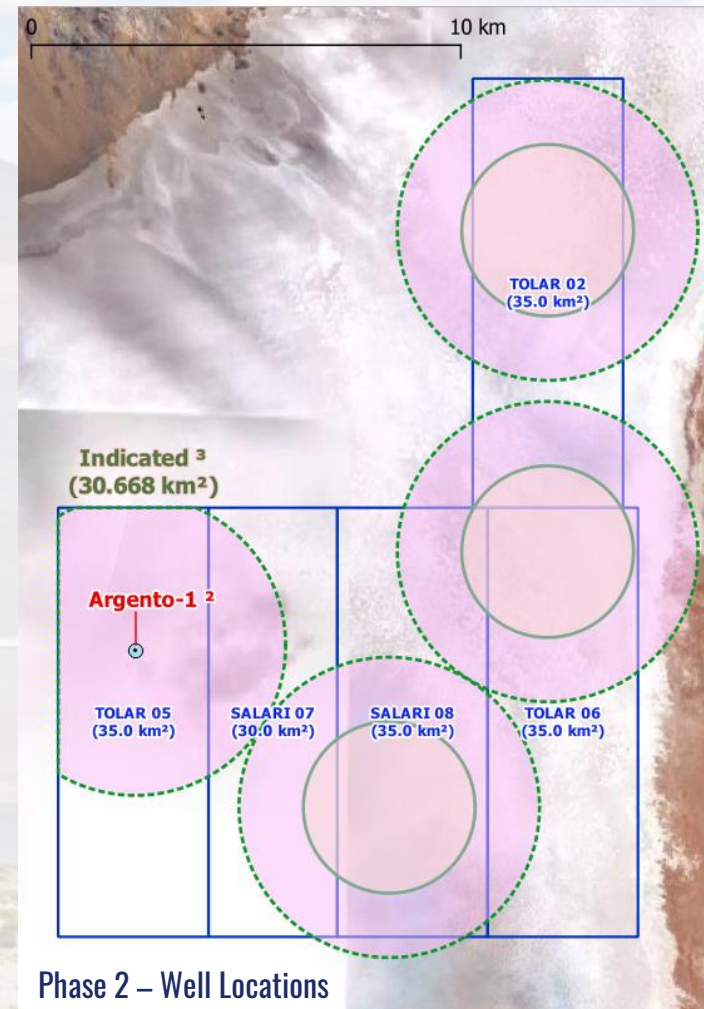 0 10 km
TOLAR 02
(35.0 km²)
Indicated ³
(30.668 km²)
Argento-1 ²
TOLAR 05
(35.0 km²)
SALARI 07
(30.0 km²)
SALARI 08
(35.0 km²)
TOLAR 06
(35.0 km²)
Phase 2 – Well Locations